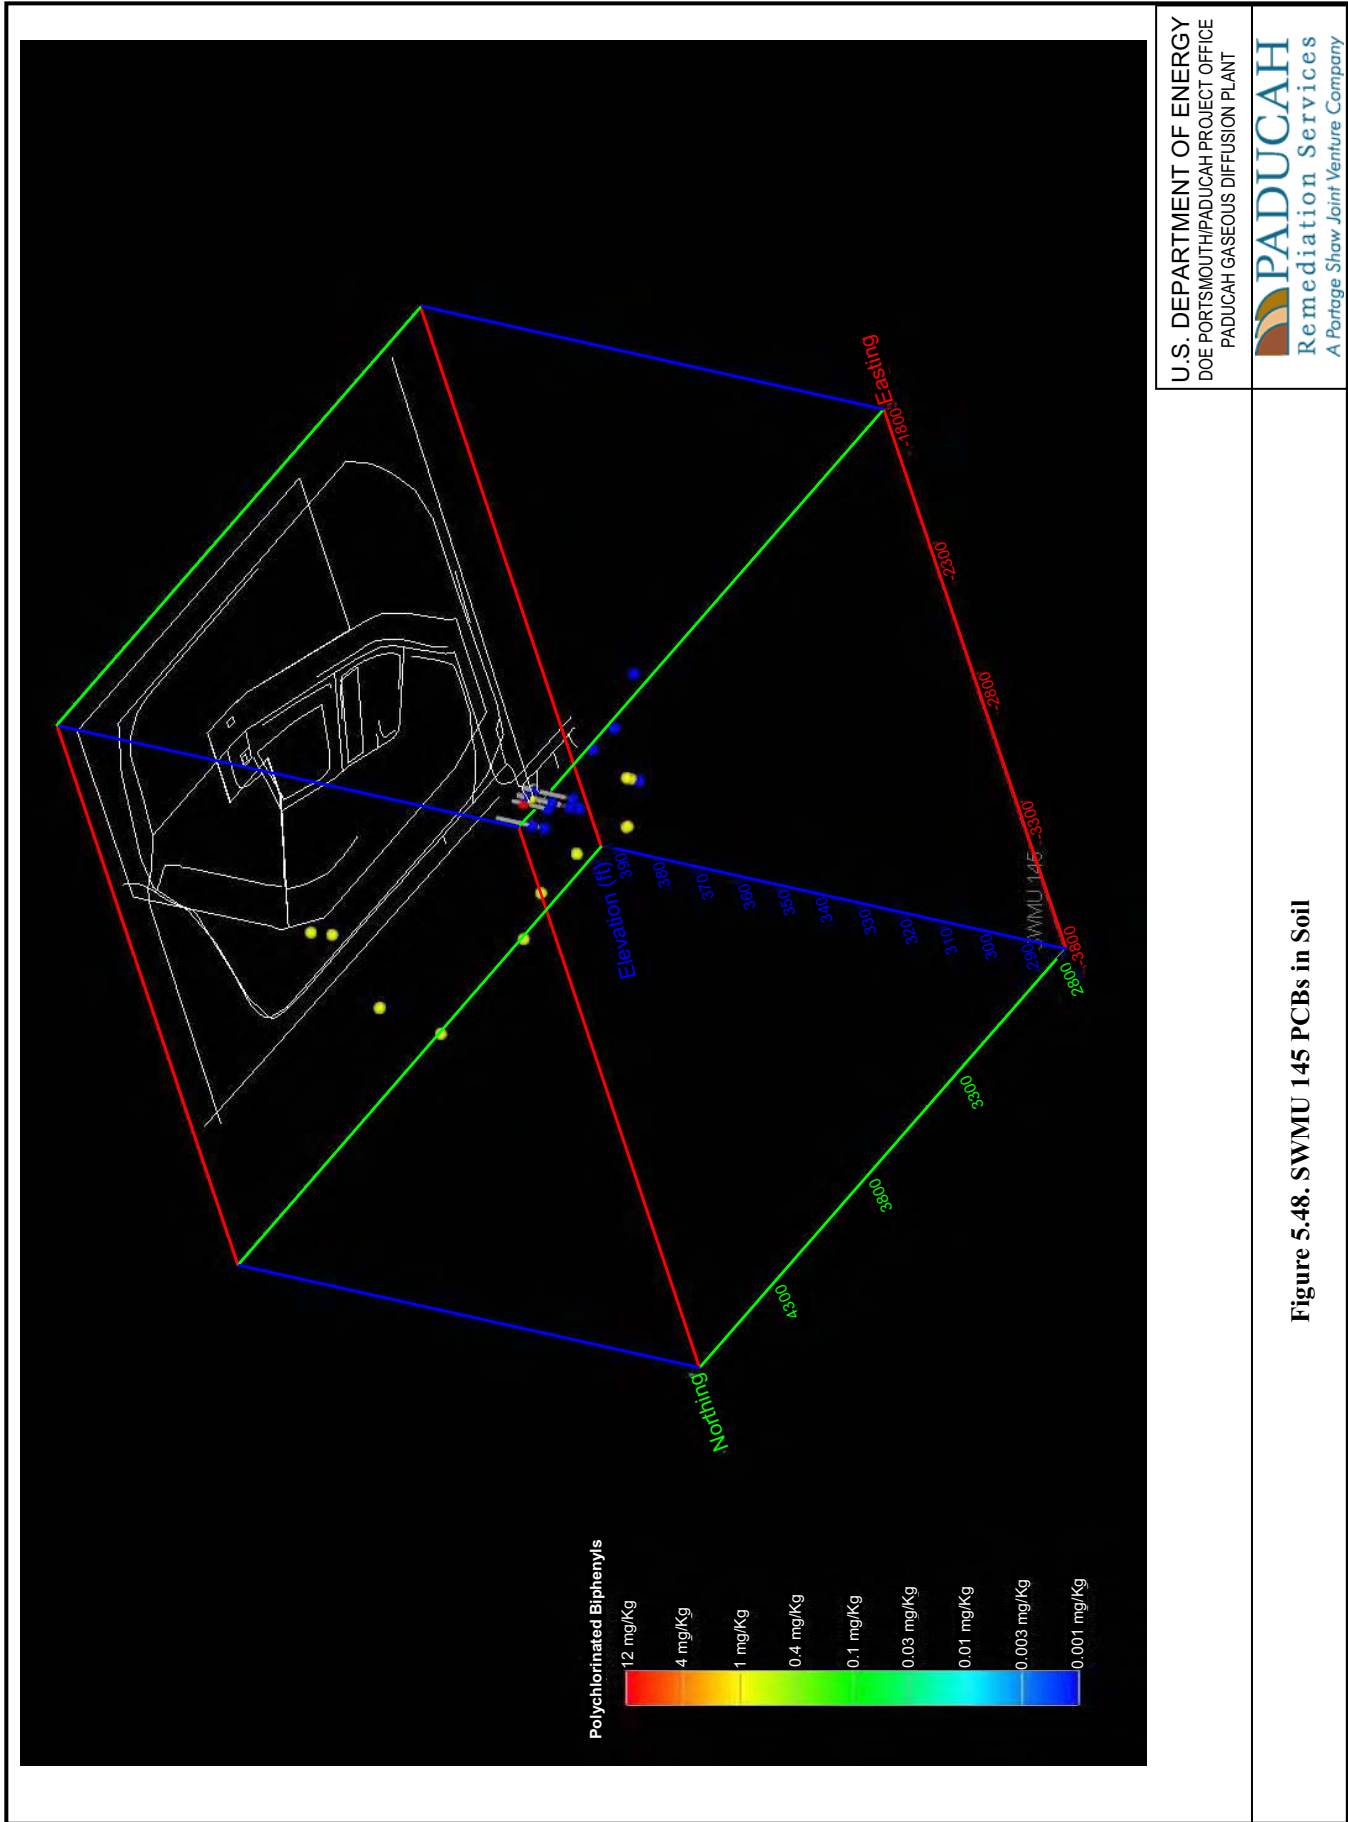 Polychlorinated Biphenyls
12 mg/Kg
4 mg/Kg
1 mg/Kg
0.4 mg/Kg
0.1 mg/Kg
0.03 mg/Kg
0.01 mg/Kg
0.003 mg/Kg
0.001 mg/Kg
Northing
4300
3800
3300
2800
Elevation (ft)
390
380
370
360
350
340
330
320
310
300
290
SWMU 145
-3800
-3300
-2800
-2300
-1800
Easting
Figure 5.48. SWMU 145 PCBs in Soil
U.S. DEPARTMENT OF ENERGY
DOE PORTSMOUTH/PADUCAH PROJECT OFFICE
PADUCAH GASEOUS DIFFUSION PLANT
PADUCAH
Remediation Services
A Portage Shaw Joint Venture Company